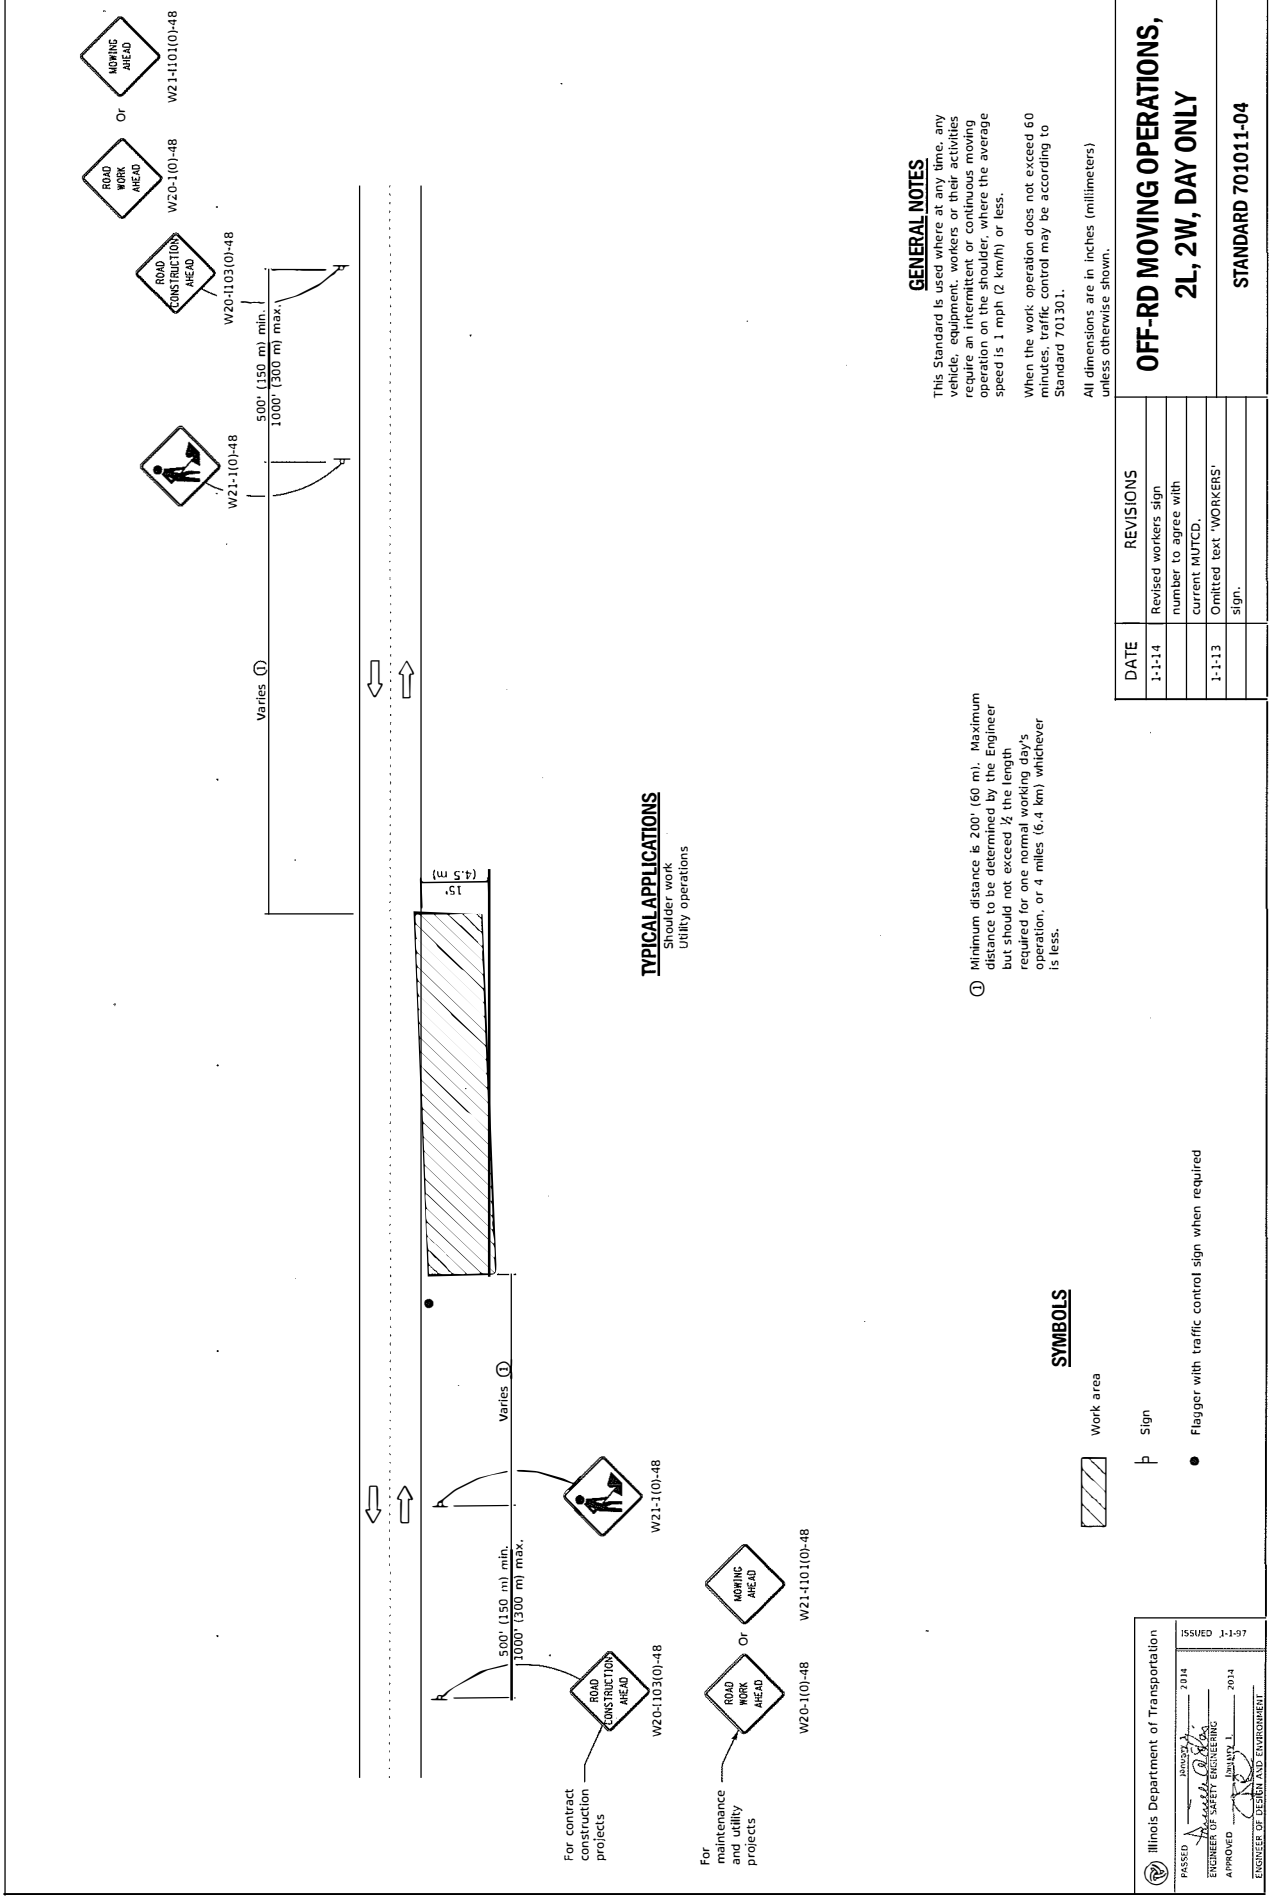 For contract
construction
projects
ROAD
CONSTRUCTION
AHEAD
W20-I103(0)-48
For
maintenance
and utility
projects
ROAD
WORK
AHEAD
W20-1(0)-48
Or
MOWING
AHEAD
W21-I101(0)-48
500' (150 m) min.
1000' (300 m) max.
W21-1(0)-48
Varies ①
15'
(4.5 m)
Varies ①
W21-1(0)-48
500' (150 m) min.
1000' (300 m) max.
ROAD
CONSTRUCTION
AHEAD
W20-I103(0)-48
ROAD
WORK
AHEAD
W20-1(0)-48
Or
MOWING
AHEAD
W21-I101(0)-48
TYPICAL APPLICATIONS
Shoulder work
Utility operations
SYMBOLS
Work area
Sign
Flagger with traffic control sign when required
① Minimum distance is 200' (60 m). Maximum
distance to be determined by the Engineer
but should not exceed ½ the length
required for one normal working day's
operation, or 4 miles (6.4 km) whichever
is less.
GENERAL NOTES
This Standard is used where at any time, any
vehicle, equipment, workers or their activities
require an intermittent or continuous moving
operation on the shoulder, where the average
speed is 1 mph (2 km/h) or less.
When the work operation does not exceed 60
minutes, traffic control may be according to
Standard 701301.
All dimensions are in inches (millimeters)
unless otherwise shown.
Illinois Department of Transportation
PASSED January 1, 2014
ENGINEER OF SAFETY ENGINEERING
APPROVED January 1, 2014
ENGINEER OF DESIGN AND ENVIRONMENT
ISSUED 1-1-97
DATE REVISIONS
1-1-14 Revised workers sign
number to agree with
current MUTCD.
1-1-13 Omitted text 'WORKERS'
sign.
OFF-RD MOVING OPERATIONS,
2L, 2W, DAY ONLY
STANDARD 701011-04